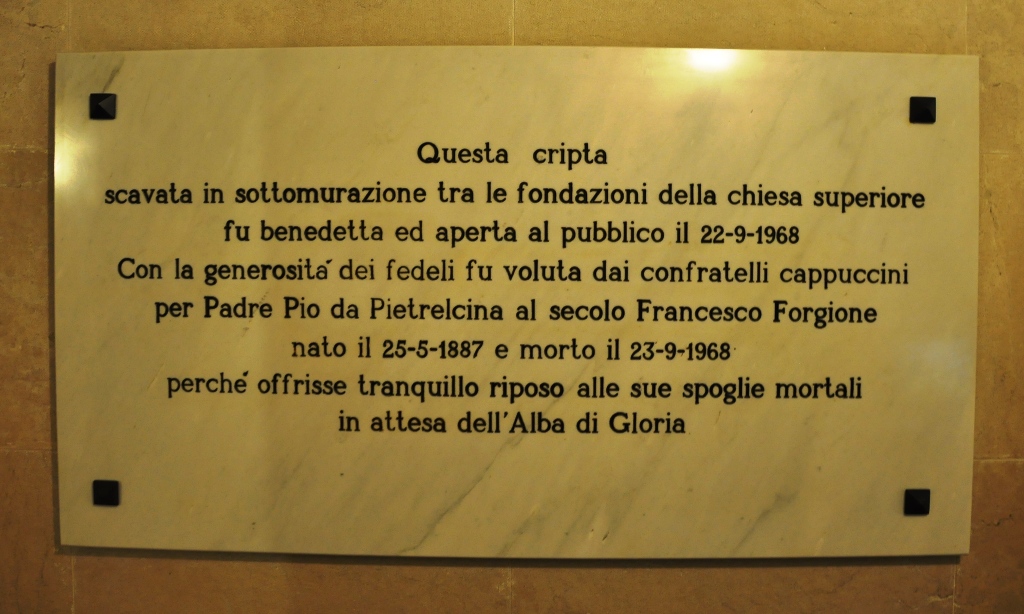 Questa cripta
scavata in sottomurazione tra le fondazioni della chiesa superiore
fu benedetta ed aperta al pubblico il 22-9-1968
Con la generosità dei fedeli fu voluta dai confratelli cappuccini
per Padre Pio da Pietrelcina al secolo Francesco Forgione
nato il 25-5-1887 e morto il 23-9-1968
perché offrisse tranquillo riposo alle sue spoglie mortali
in attesa dell'Alba di Gloria